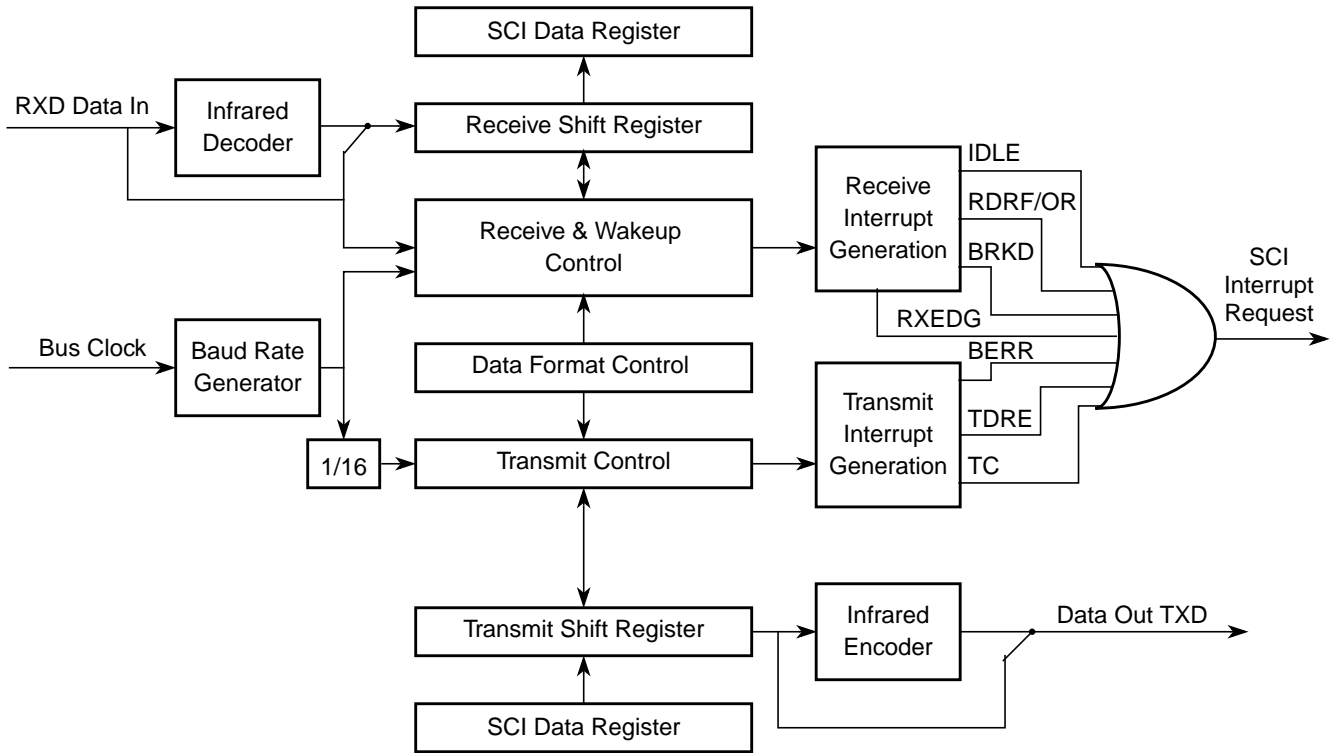 SCI Data Register
RXD Data In
Infrared
Decoder
Receive Shift Register
Receive & Wakeup
Control
Receive
Interrupt
Generation
IDLE
RDRF/OR
BRKD
RXEDG
SCI
Interrupt
Request
Bus Clock
Baud Rate
Generator
Data Format Control
BERR
Transmit
Interrupt
Generation
TDRE
TC
1/16
Transmit Control
Transmit Shift Register
Infrared
Encoder
Data Out TXD
SCI Data Register